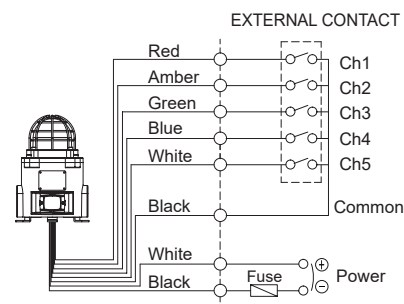 EXTERNAL CONTACT
Red
Ch1
Amber
Ch2
Green
Ch3
Blue
Ch4
White
Ch5
Black
Common
White
+
Fuse
Power
Black
-